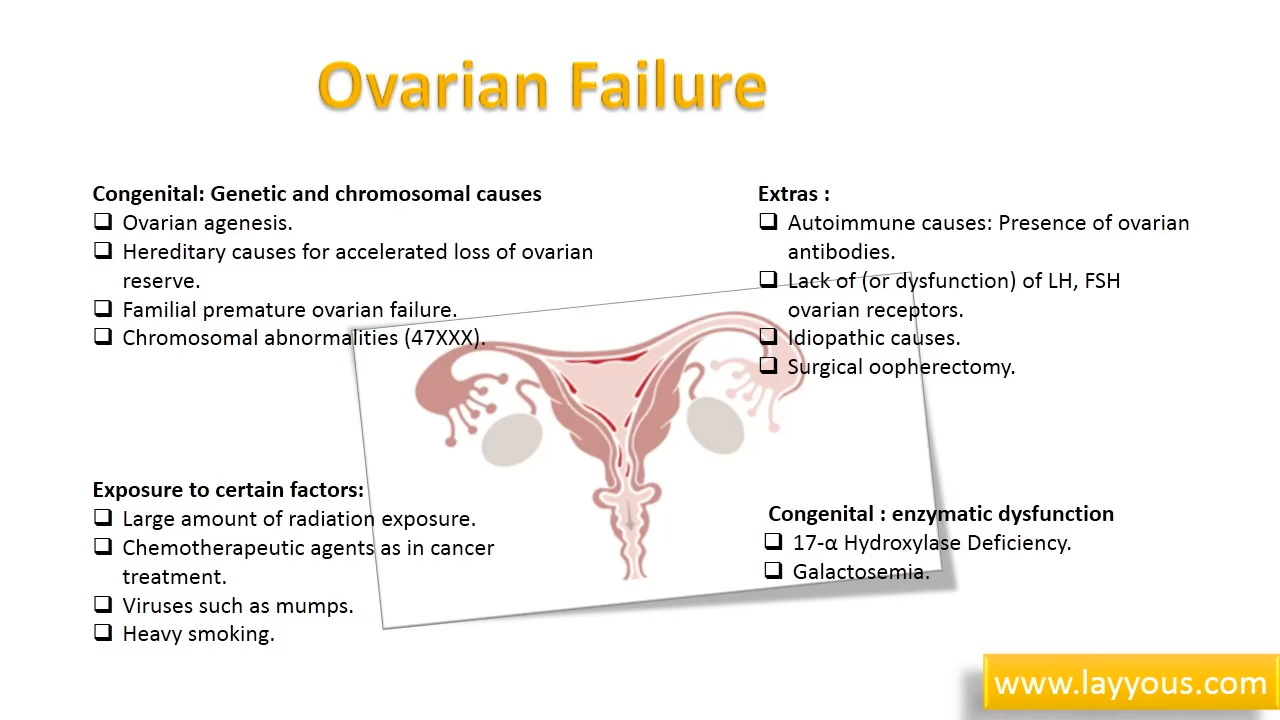 Ovarian Failure
Congenital: Genetic and chromosomal causes
❑ Ovarian agenesis.
❑ Hereditary causes for accelerated loss of ovarian
reserve.
❑ Familial premature ovarian failure.
❑ Chromosomal abnormalities (47XXX).
Extras :
❑ Autoimmune causes: Presence of ovarian
antibodies.
❑ Lack of (or dysfunction) of LH, FSH
ovarian receptors.
❑ Idiopathic causes.
❑ Surgical oopherectomy.
Exposure to certain factors:
❑ Large amount of radiation exposure.
❑ Chemotherapeutic agents as in cancer
treatment.
❑ Viruses such as mumps.
❑ Heavy smoking.
Congenital : enzymatic dysfunction
❑ 17-α Hydroxylase Deficiency.
❑ Galactosemia.
www.layyous.com